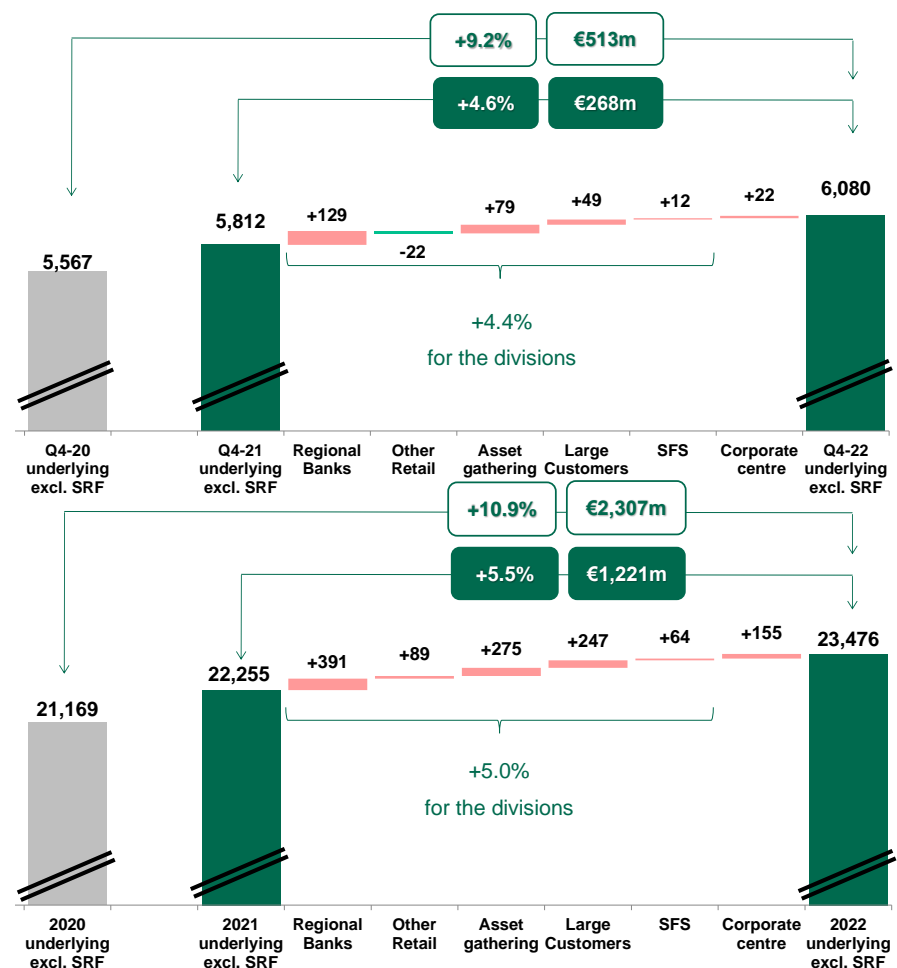 +9.2% €513m
+4.6% €268m
5,567
5,812
+129
-22
+79
+49
+12
+22
6,080
+4.4%
for the divisions
Q4-20
underlying
excl. SRF
Q4-21
underlying
excl. SRF
Regional
Banks
Other
Retail
Asset
gathering
Large
Customers
SFS
Corporate
centre
Q4-22
underlying
excl. SRF
+10.9% €2,307m
+5.5% €1,221m
21,169
22,255
+391
+89
+275
+247
+64
+155
23,476
+5.0%
for the divisions
2020
underlying
excl. SRF
2021
underlying
excl. SRF
Regional
Banks
Other
Retail
Asset
gathering
Large
Customers
SFS
Corporate
centre
2022
underlying
excl. SRF